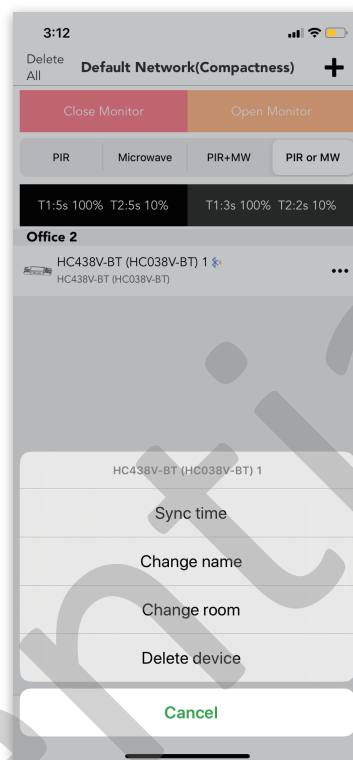 3:12
Delete All
Default Network(Compactness)
+
Close Monitor
Open Monitor
PIR
Microwave
PIR+MW
PIR or MW
T1:5s 100% T2:5s 10%
T1:3s 100% T2:2s 10%
Office 2
HC438V-BT (HC038V-BT) 1
HC438V-BT (HC038V-BT)
HC438V-BT (HC038V-BT) 1
Sync time
Change name
Change room
Delete device
Cancel